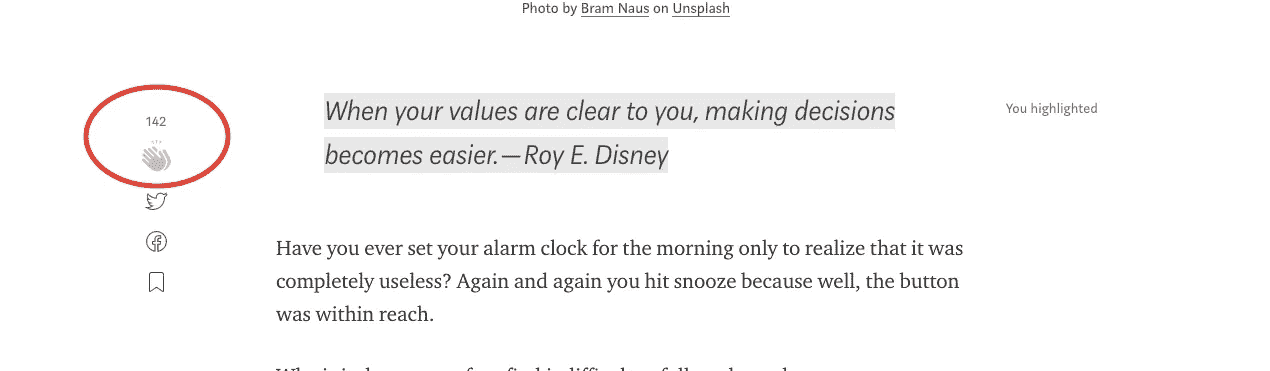 Photo by Bram Naus on Unsplash
142
When your values are clear to you, making decisions
becomes easier. — Roy E. Disney
You highlighted
Have you ever set your alarm clock for the morning only to realize that it was
completely useless? Again and again you hit snooze because well, the button
was within reach.